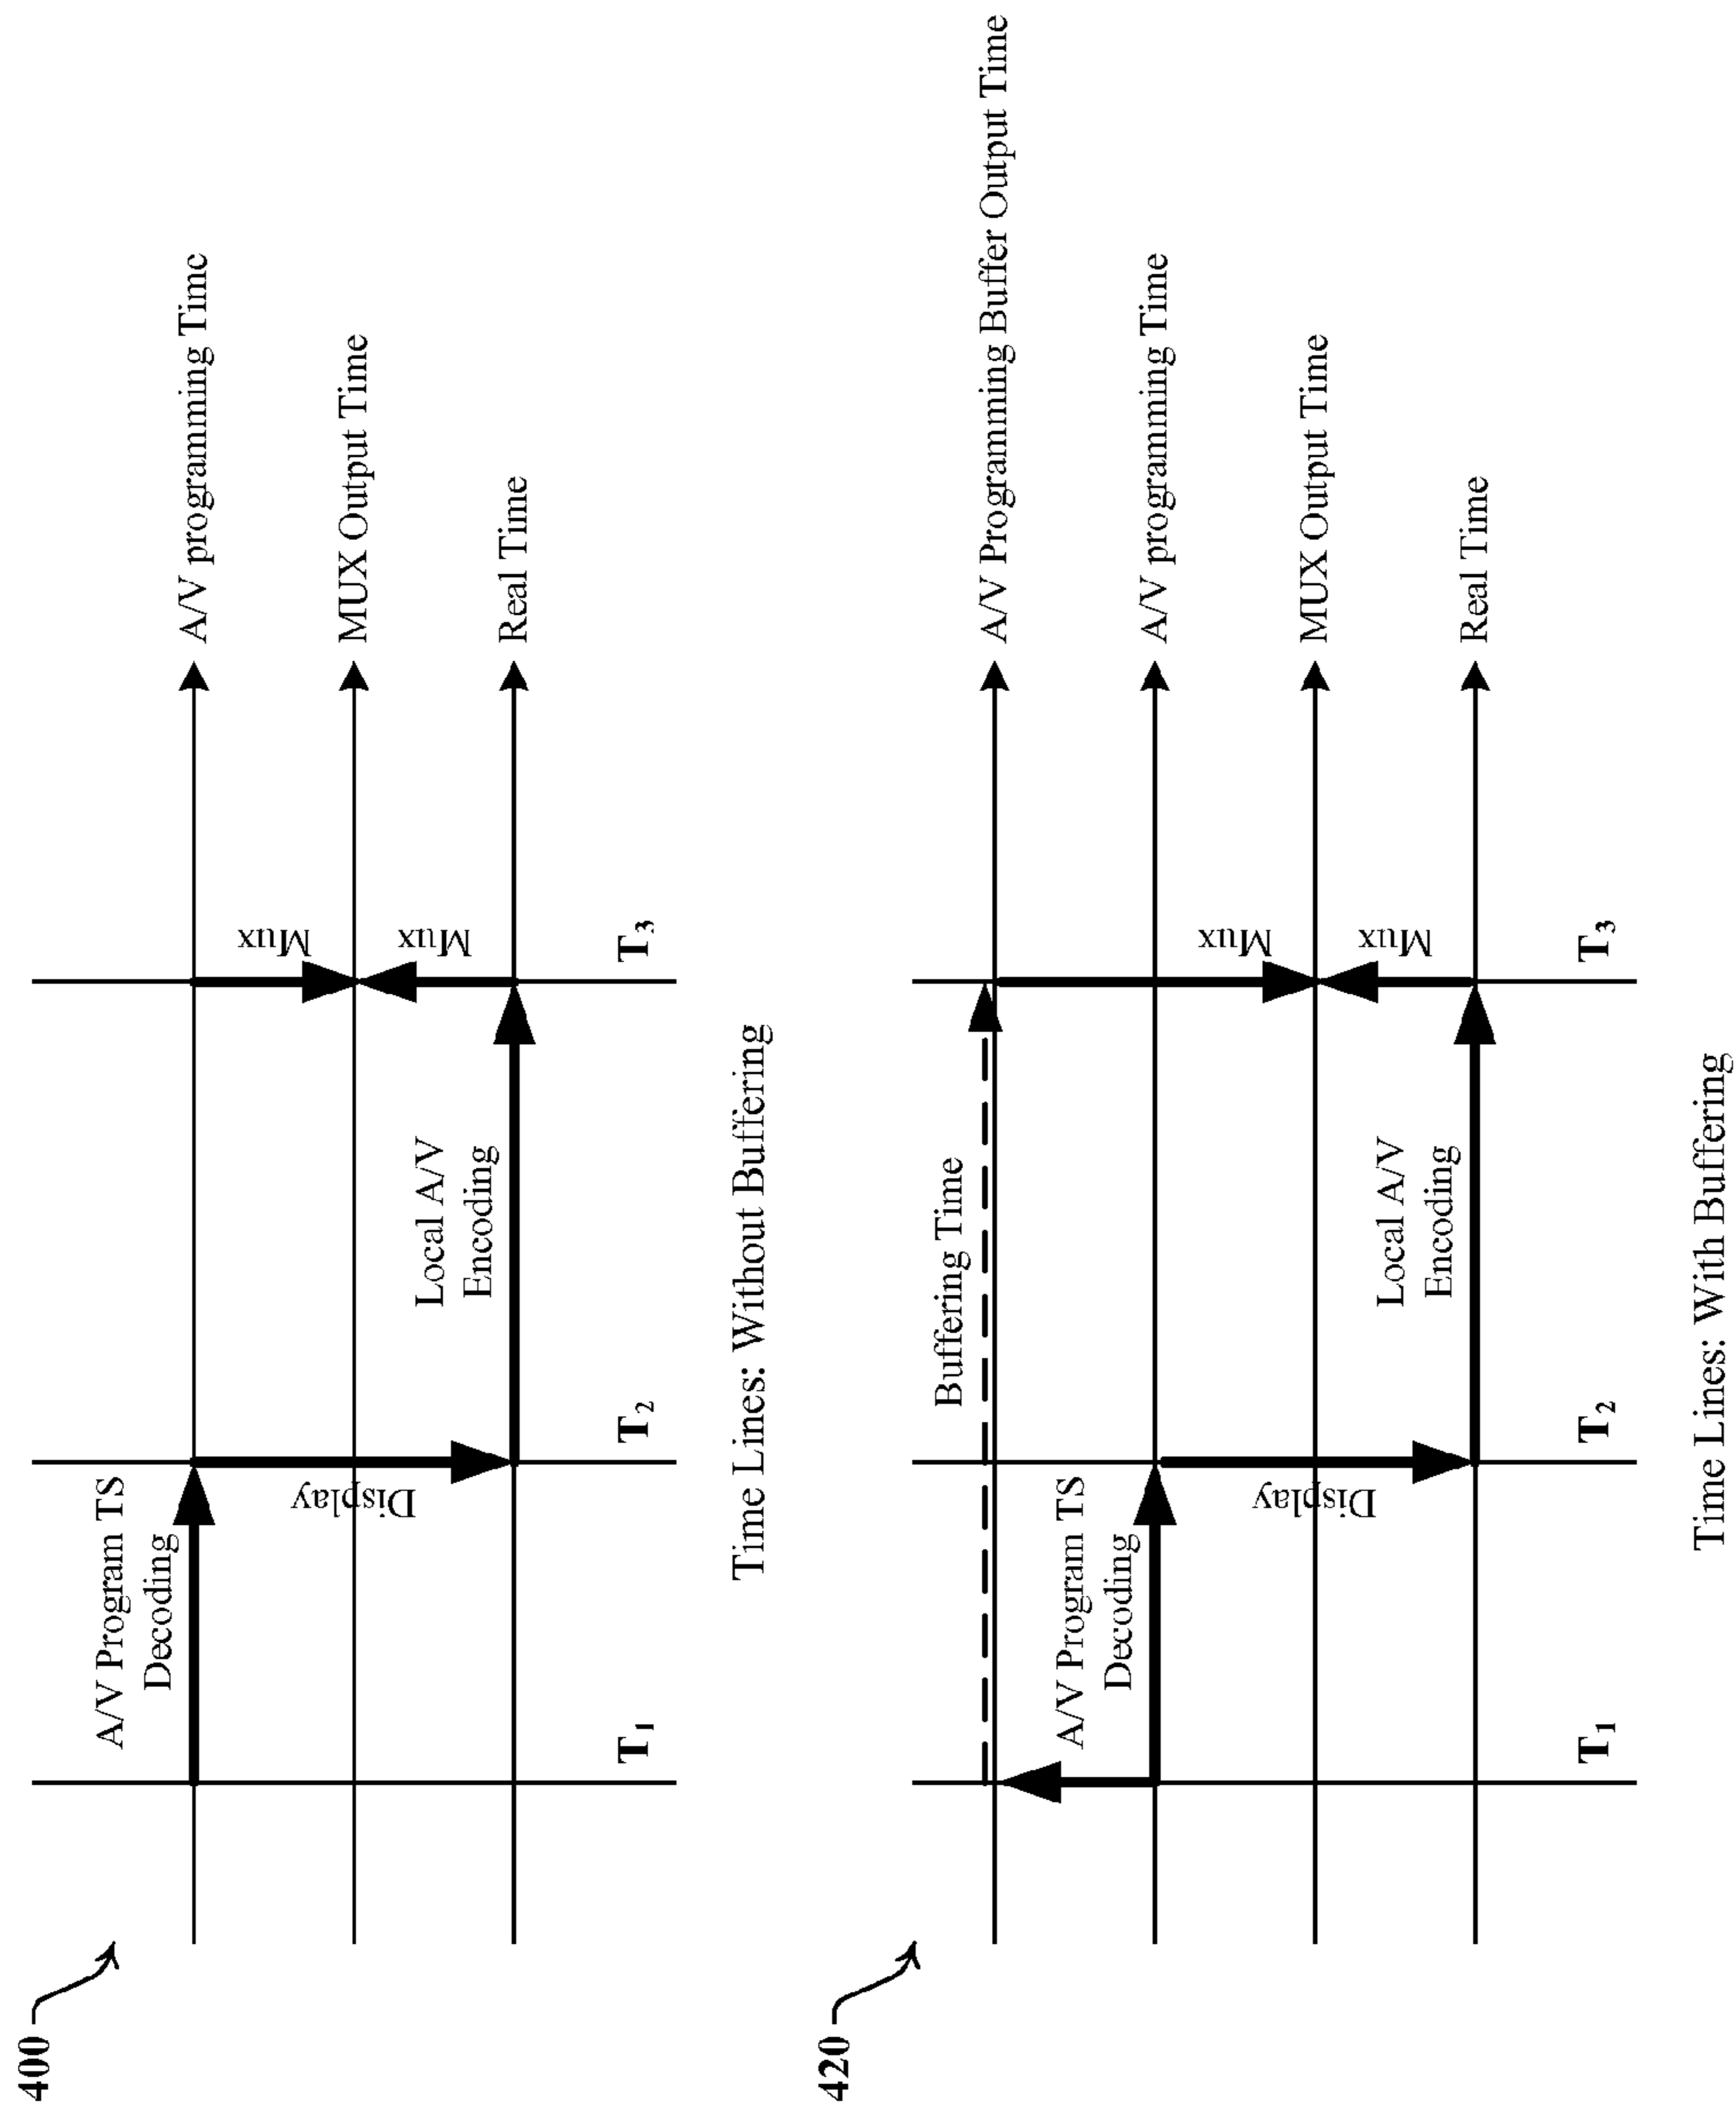 400
A/V Program TS
Decoding
A/V programming Time
Display
Mux
MUX Output Time
Mux
Local A/V
Encoding
Real Time
T1
T2
T3
Time Lines: Without Buffering
420
Buffering Time
A/V Programming Buffer Output Time
A/V Program TS
Decoding
A/V programming Time
Display
Mux
MUX Output Time
Mux
Local A/V
Encoding
Real Time
T1
T2
T3
Time Lines: With Buffering